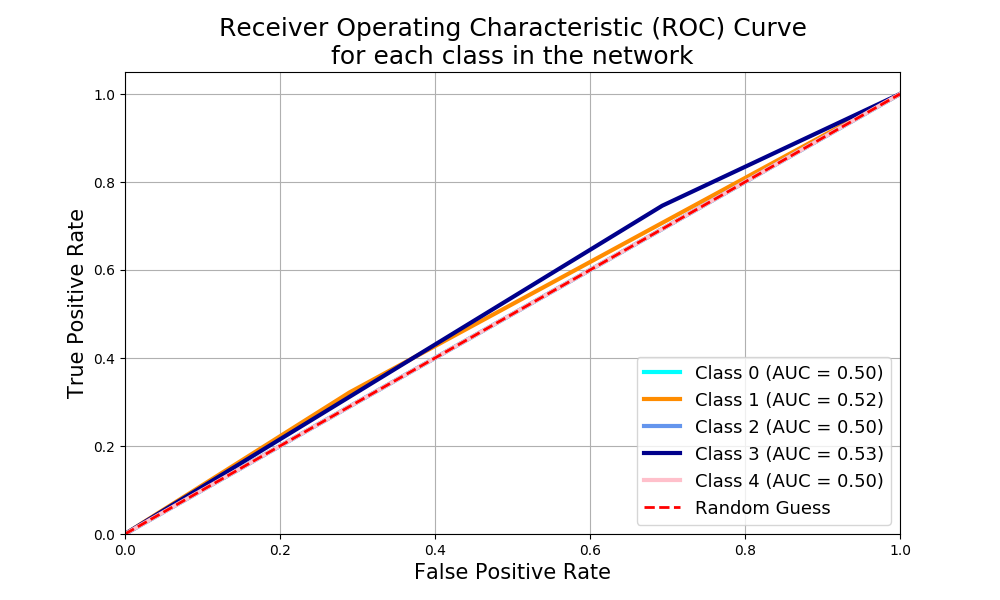 Receiver Operating Characteristic (ROC) Curve
for each class in the network
True Positive Rate
1.0
0.8
0.6
0.4
0.2
0.0
0.0 0.2 0.4 0.6 0.8 1.0
False Positive Rate
Class 0 (AUC = 0.50)
Class 1 (AUC = 0.52)
Class 2 (AUC = 0.50)
Class 3 (AUC = 0.53)
Class 4 (AUC = 0.50)
Random Guess